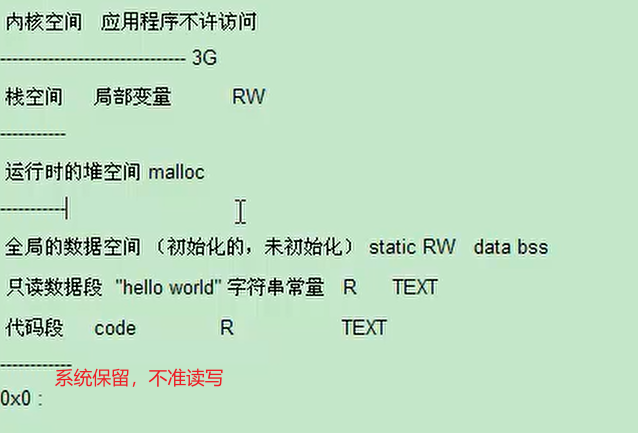 内核空间 应用程序不许访问
------------------------------- 3G
栈空间 局部变量 RW
-----------
运行时的堆空间 malloc
-----------
全局的数据空间 （初始化的，未初始化） static RW data bss
只读数据段 "hello world" 字符串常量 R TEXT
代码段 code R TEXT
------------
系统保留，不准读写
0x0 :